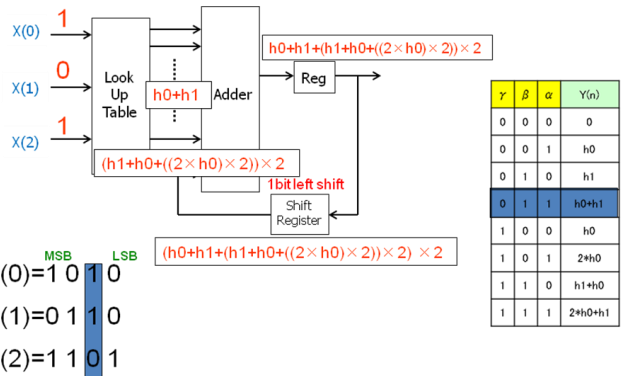 1
X(0)
0
X(1)
1
X(2)
Look
Up
Table
h0+h1
Adder
h0+h1+(h1+h0+((2×h0)×2))×2
Reg
(h1+h0+((2×h0)×2))×2
1bit left shift
Shift
Register
(h0+h1+(h1+h0+((2×h0)×2))×2) ×2
MSB LSB
(0)=1 0 1 0
(1)=0 1 1 0
(2)=1 1 0 1
γ β α Y(n)
0 0 0 0
0 0 1 h0
0 1 0 h1
0 1 1 h0+h1
1 0 0 h0
1 0 1 2*h0
1 1 0 h1+h0
1 1 1 2*h0+h1